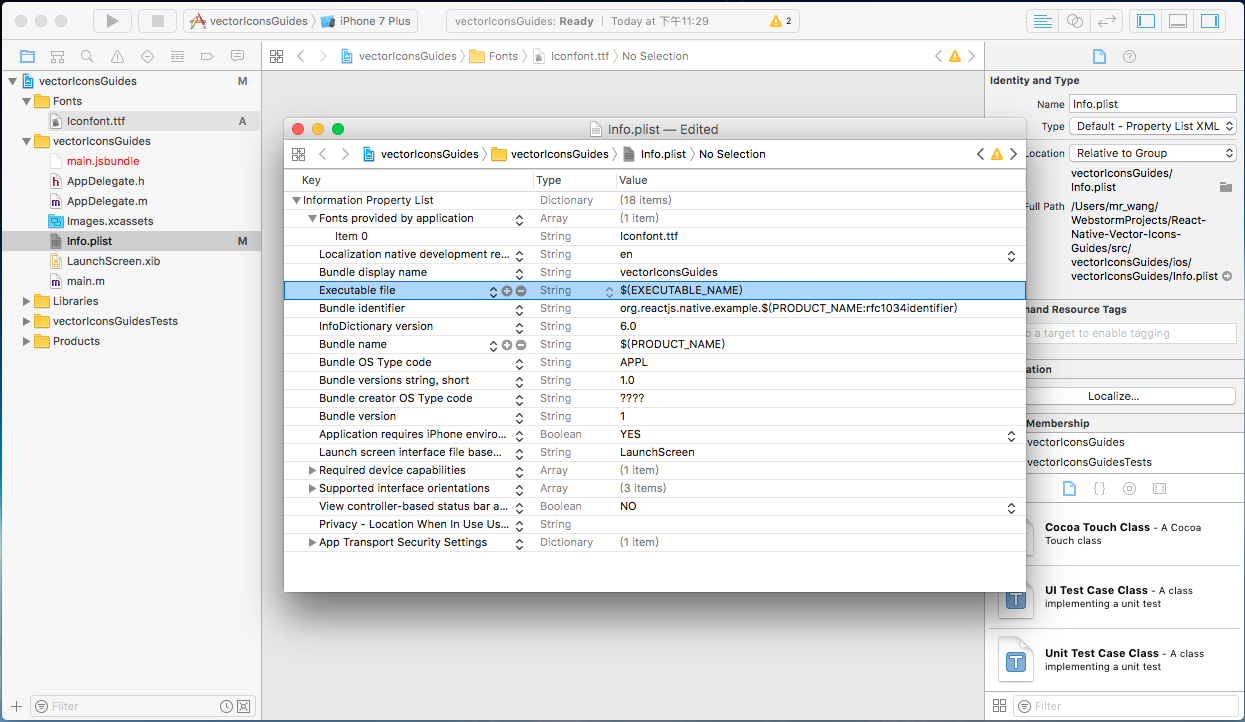 vectorIconsGuides
iPhone 7 Plus
vectorIconsGuides: Ready | Today at 下午11:29
2
vectorIconsGuides
Fonts
Iconfont.ttf
No Selection
vectorIconsGuides M
Fonts
Iconfont.ttf A
vectorIconsGuides
main.jsbundle
AppDelegate.h
AppDelegate.m
Images.xcassets
Info.plist M
LaunchScreen.xib
main.m
Libraries
vectorIconsGuidesTests
Products
Filter
Info.plist — Edited
vectorIconsGuides
vectorIconsGuides
Info.plist
No Selection
Key Type Value
Information Property List Dictionary (18 items)
Fonts provided by application Array (1 item)
Item 0 String Iconfont.ttf
Localization native development re... String en
Bundle display name String vectorIconsGuides
Executable file String $(EXECUTABLE_NAME)
Bundle identifier String org.reactjs.native.example.$(PRODUCT_NAME:rfc1034identifier)
InfoDictionary version String 6.0
Bundle name String $(PRODUCT_NAME)
Bundle OS Type code String APPL
Bundle versions string, short String 1.0
Bundle creator OS Type code String ????
Bundle version String 1
Application requires iPhone enviro... Boolean YES
Launch screen interface file base... String LaunchScreen
Required device capabilities Array (1 item)
Supported interface orientations Array (3 items)
View controller-based status bar a... Boolean NO
Privacy - Location When In Use Us... String
App Transport Security Settings Dictionary (1 item)
Identity and Type
Name Info.plist
Type Default - Property List XML
ocation Relative to Group
vectorIconsGuides/
Info.plist
ull Path /Users/mr_wang/
WebstormProjects/React-
Native-Vector-Icons-
Guides/src/
vectorIconsGuides/ios/
vectorIconsGuides/Info.plist
mand Resource Tags
o a target to enable tagging
ation
Localize...
Membership
vectorIconsGuides
vectorIconsGuidesTests
Cocoa Touch Class - A Cocoa
Touch class
UI Test Case Class - A class
implementing a unit test
Unit Test Case Class - A class
implementing a unit test
Filter